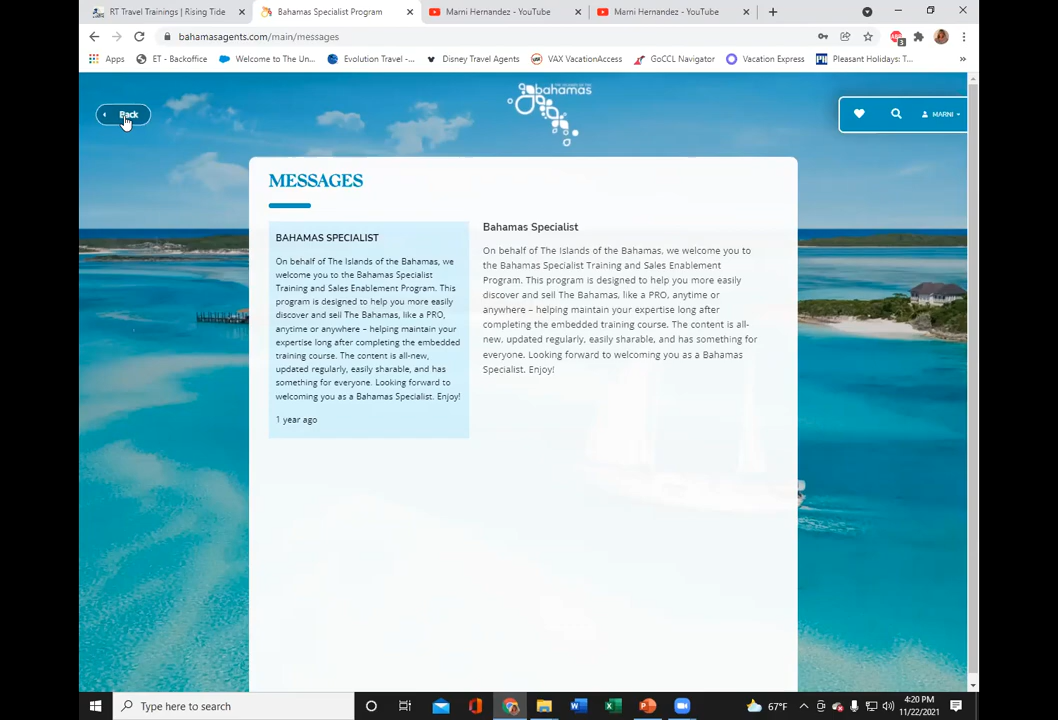 RT Travel Trainings | Rising Tide
Bahamas Specialist Program
Marni Hernandez - YouTube
Marni Hernandez - YouTube
bahamasagents.com/main/messages
3
Apps
ET - Backoffice
Welcome to The Un...
Evolution Travel -...
Disney Travel Agents
VAX VacationAccess
GoCCL Navigator
Vacation Express
Pleasant Holidays: T...
Back
THE ISLANDS OF THE
bahamas
MARNI
MESSAGES
BAHAMAS SPECIALIST
On behalf of The Islands of the Bahamas, we
welcome you to the Bahamas Specialist
Training and Sales Enablement Program. This
program is designed to help you more easily
discover and sell The Bahamas, like a PRO,
anytime or anywhere – helping maintain your
expertise long after completing the embedded
training course. The content is all-new,
updated regularly, easily sharable, and has
something for everyone. Looking forward to
welcoming you as a Bahamas Specialist. Enjoy!
1 year ago
Bahamas Specialist
On behalf of The Islands of the Bahamas, we welcome you to
the Bahamas Specialist Training and Sales Enablement
Program. This program is designed to help you more easily
discover and sell The Bahamas, like a PRO, anytime or
anywhere – helping maintain your expertise long after
completing the embedded training course. The content is all-
new, updated regularly, easily sharable, and has something for
everyone. Looking forward to welcoming you as a Bahamas
Specialist. Enjoy!
Type here to search
67°F
4:20 PM
11/22/2021